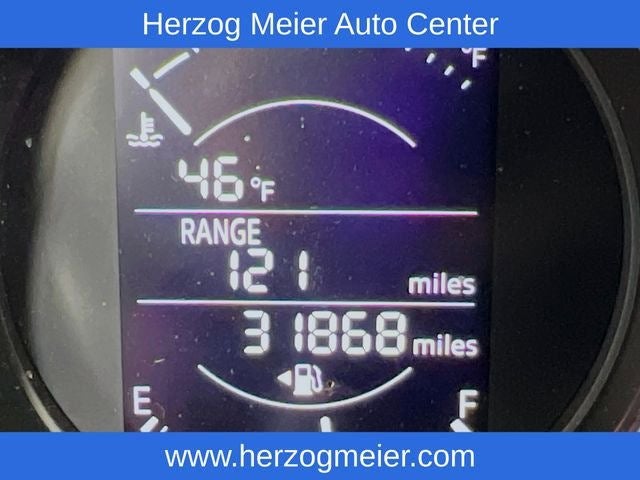 Herzog Meier Auto Center
°F
46 °F
RANGE
121 miles
31868 miles
E F
www.herzogmeier.com